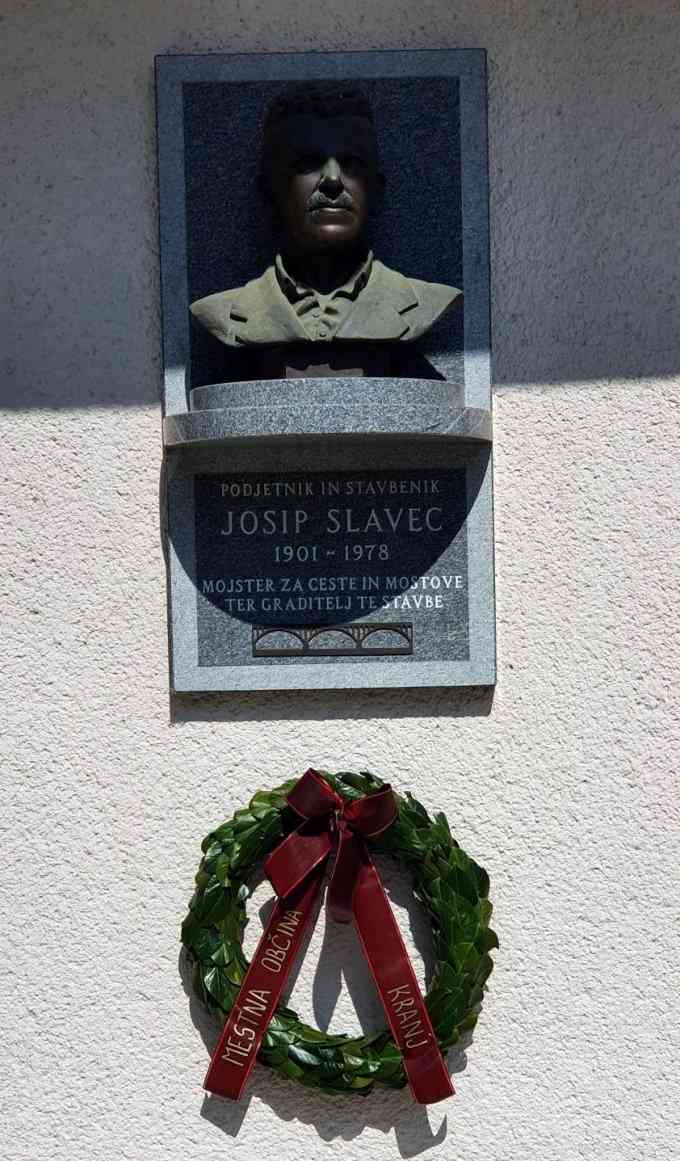 PODJETNIK IN STAVBENIK
JOSIP SLAVEC
1901 - 1978
MOJSTER ZA CESTE IN MOSTOVE
TER GRADITELJ TE STAVBE
MESTNA OBČINA
KRANJ